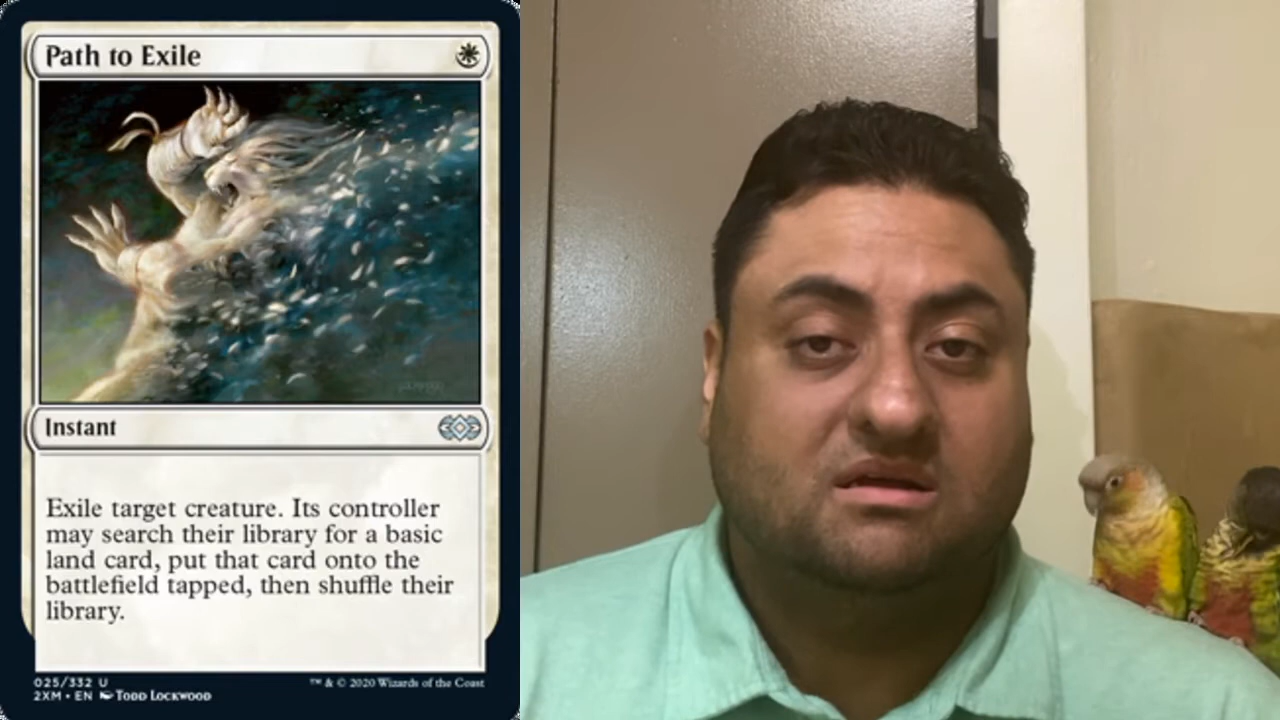 Path to Exile
Instant
Exile target creature. Its controller
may search their library for a basic
land card, put that card onto the
battlefield tapped, then shuffle their
library.
025/332 U
™ & © 2020 Wizards of the Coast
2XM • EN Todd Lockwood